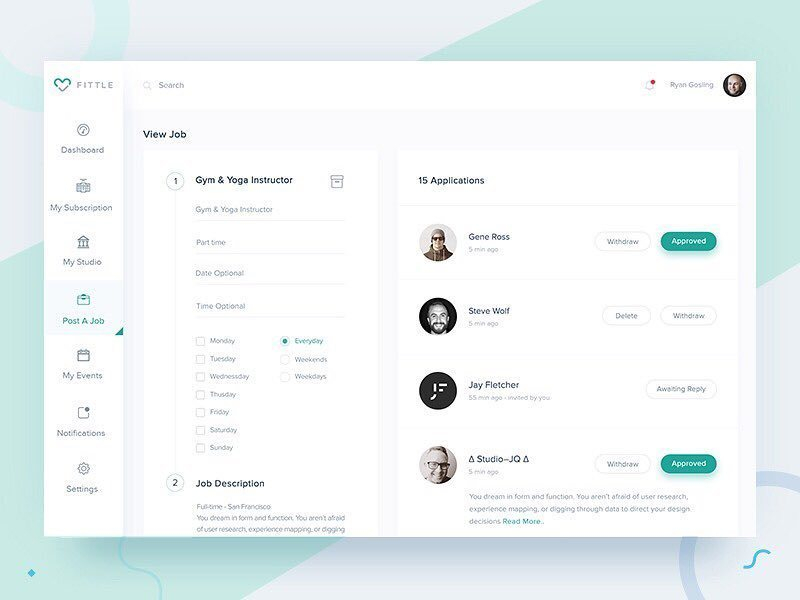 FITTLE
Search
Ryan Gosling
Dashboard
My Subscription
My Studio
Post A Job
My Events
Notifications
Settings
View Job
1
Gym & Yoga Instructor
Gym & Yoga Instructor
Part time
Date Optional
Time Optional
Monday
Everyday
Tuesday
Weekends
Wednessday
Weekdays
Thusday
Friday
Saturday
Sunday
2
Job Description
Full-time - San Francisco
You dream in form and function. You aren't afraid
of user research, experience mapping, or digging
15 Applications
Gene Ross
5 min ago
Withdraw
Approved
Steve Wolf
5 min ago
Delete
Withdraw
JF
Jay Fletcher
55 min ago - invited by you
Awaiting Reply
Δ Studio–JQ Δ
5 min ago
Withdraw
Approved
You dream in form and function. You aren't afraid of user research,
experience mapping, or digging through data to direct your design
decisions Read More..